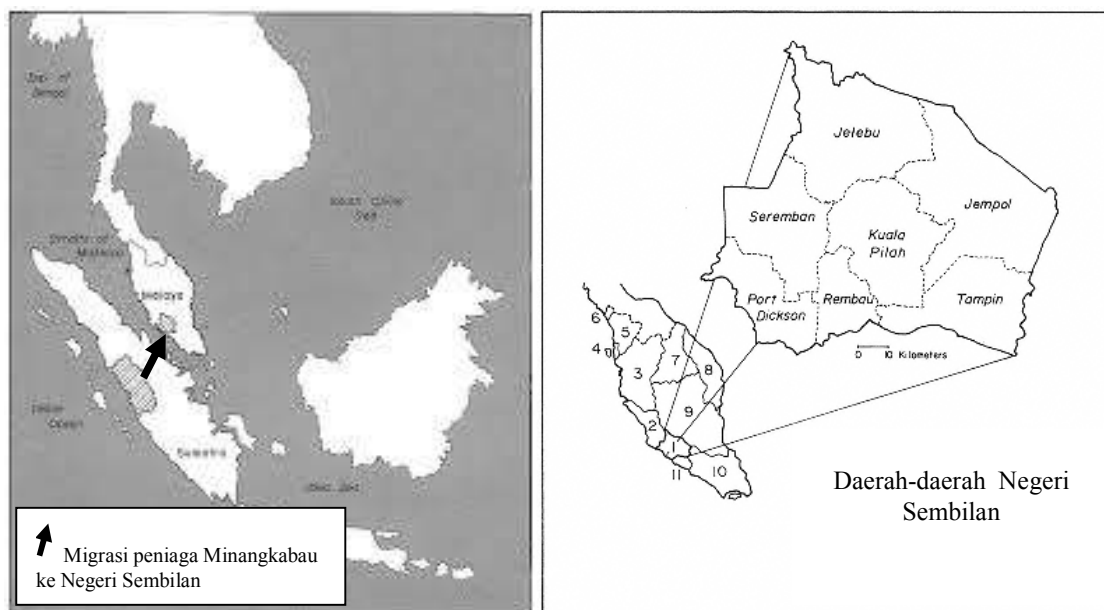 Bay of
Bengal
South China
Sea
Straits of
Malacca
Malaya
Indian
Ocean
Sumatra
Java Sea
Migrasi peniaga Minangkabau
ke Negeri Sembilan
Jelebu
Jempol
Seremban
Kuala
Pilah
Port
Dickson
Rembau
Tampin
0 10
Kilometers
6
5
4
7
3
8
9
2
1
11
10
Daerah-daerah Negeri
Sembilan